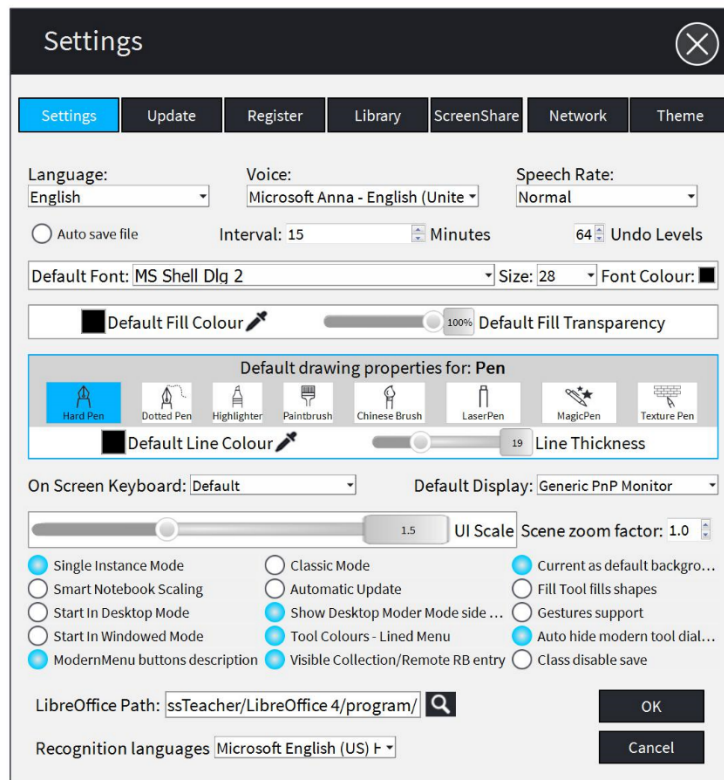 Settings
Settings Update Register Library ScreenShare Network Theme
Language: Voice: Speech Rate:
English Microsoft Anna - English (Unite Normal
Auto save file Interval: 15 Minutes 64 Undo Levels
Default Font: MS Shell Dlg 2 Size: 28 Font Colour:
Default Fill Colour 100% Default Fill Transparency
Default drawing properties for: Pen
Hard Pen Dotted Pen Highlighter Paintbrush Chinese Brush LaserPen MagicPen Texture Pen
Default Line Colour 19 Line Thickness
On Screen Keyboard: Default Default Display: Generic PnP Monitor
1.5 UI Scale Scene zoom factor: 1.0
Single Instance Mode Classic Mode Current as default backgro...
Smart Notebook Scaling Automatic Update Fill Tool fills shapes
Start In Desktop Mode Show Desktop Moder Mode side ... Gestures support
Start In Windowed Mode Tool Colours - Lined Menu Auto hide modern tool dial...
ModernMenu buttons description Visible Collection/Remote RB entry Class disable save
LibreOffice Path: ssTeacher/LibreOffice 4/program/ OK
Recognition languages Microsoft English (US) Cancel